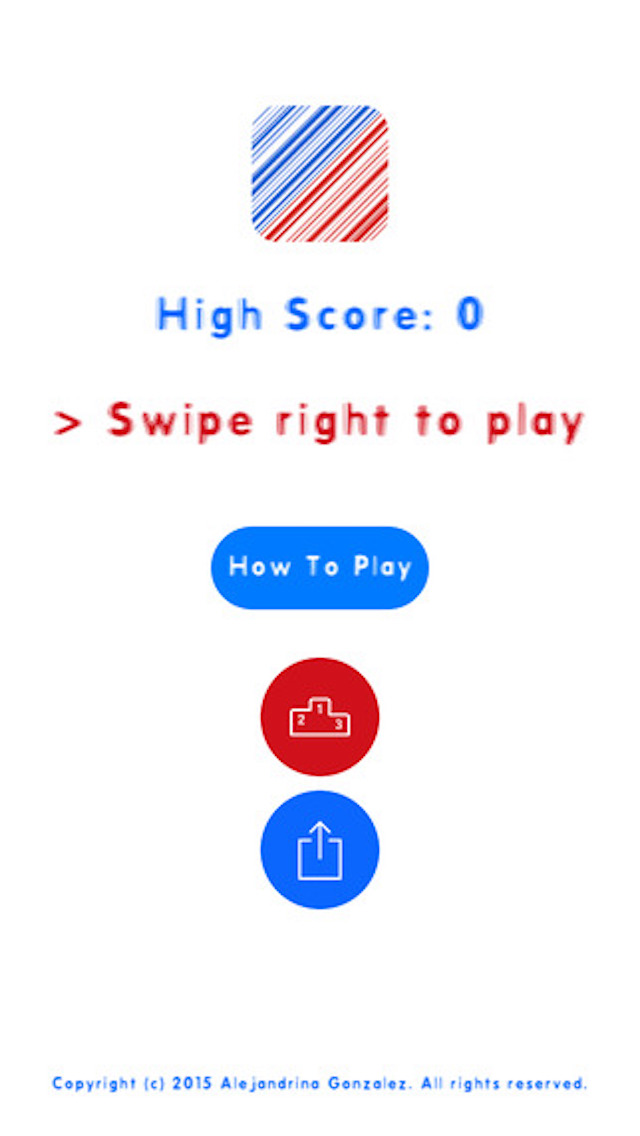 High Score: 0
> Swipe right to play
How To Play
1
2
3
Copyright (c) 2015 Alejandrina Gonzalez. All rights reserved.